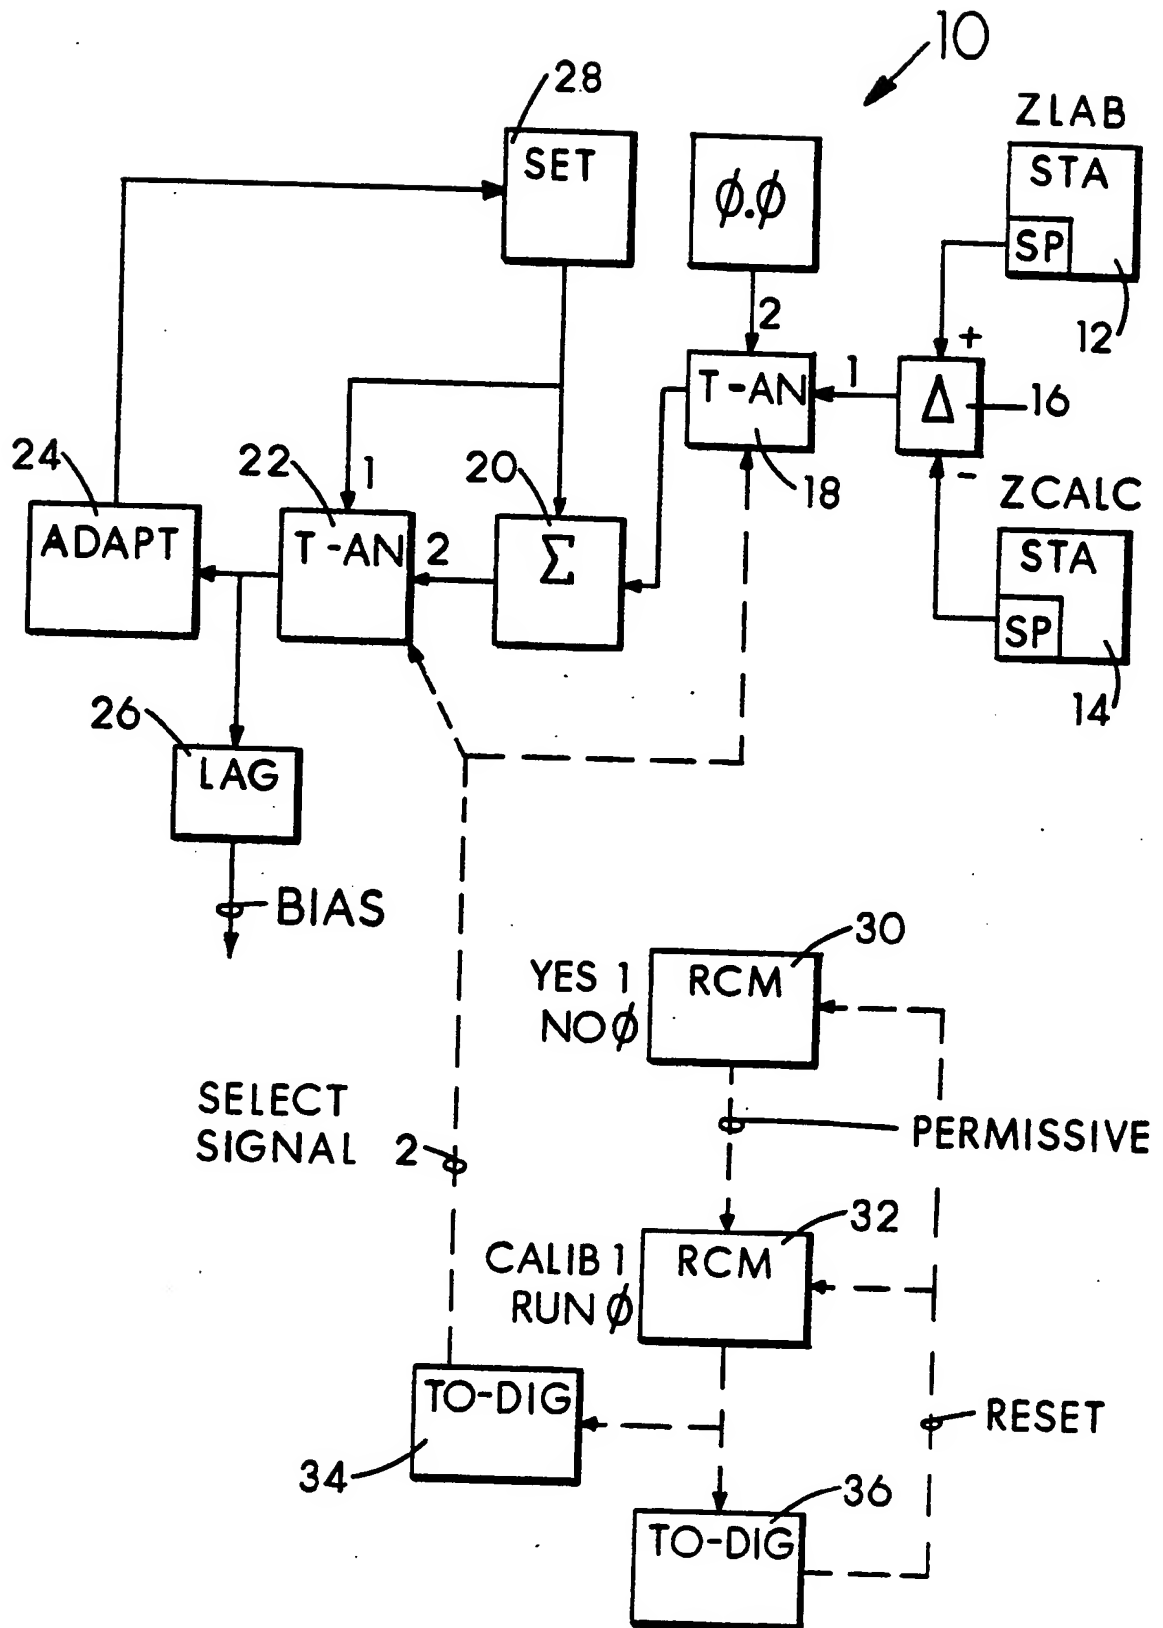 10
28
SET
ϕ.ϕ
ZLAB
STA
SP
12
2
+
T-AN
1
Δ
16
-
18
24
22
1
20
ADAPT
T-AN
2
Σ
ZCALC
STA
SP
14
26
LAG
BIAS
30
YES 1
NO ϕ
RCM
SELECT
SIGNAL 2
PERMISSIVE
32
CALIB 1
RUN ϕ
RCM
TO-DIG
34
RESET
36
TO-DIG